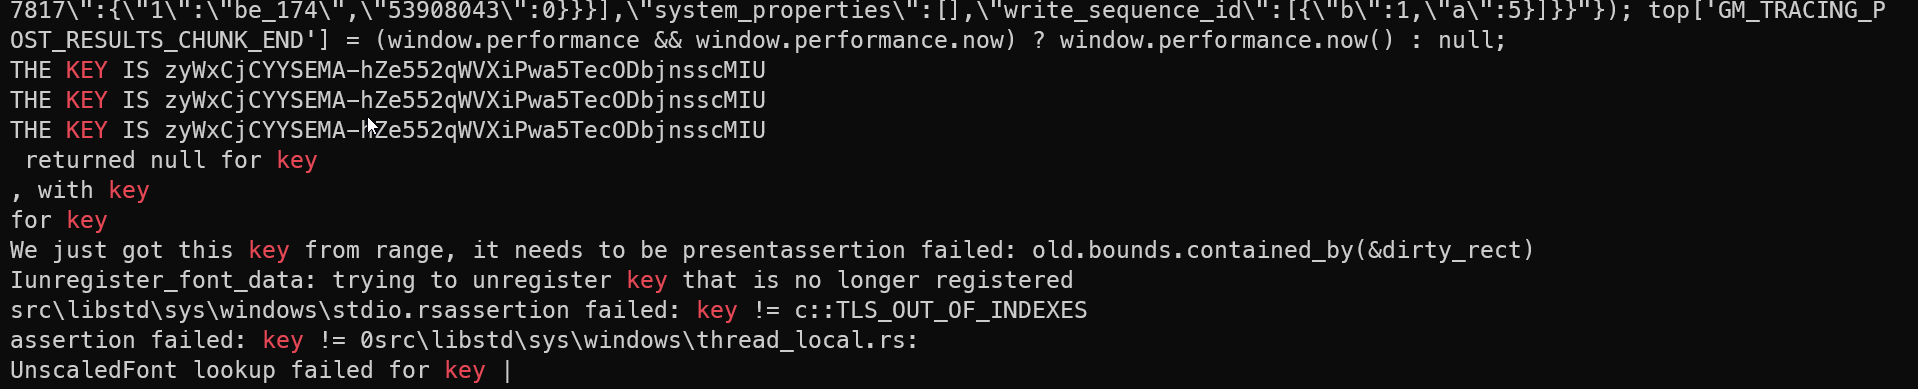 7817\":{\"1\":\"be_174\",\"53908043\":0}}}],\"system_properties\":[],\"write_sequence_id\":[{\"b\":1,\"a\":5}]}}"}); top['GM_TRACING_P
OST_RESULTS_CHUNK_END'] = (window.performance && window.performance.now) ? window.performance.now() : null;
THE KEY IS zyWxCjCYYSEMA-hZe552qWVXiPwa5TecODbjnsscMIU
THE KEY IS zyWxCjCYYSEMA-hZe552qWVXiPwa5TecODbjnsscMIU
THE KEY IS zyWxCjCYYSEMA-hZe552qWVXiPwa5TecODbjnsscMIU
 returned null for key
, with key
for key
We just got this key from range, it needs to be presentassertion failed: old.bounds.contained_by(&dirty_rect)
Iunregister_font_data: trying to unregister key that is no longer registered
src\libstd\sys\windows\stdio.rsassertion failed: key != c::TLS_OUT_OF_INDEXES
assertion failed: key != 0src\libstd\sys\windows\thread_local.rs:
UnscaledFont lookup failed for key |